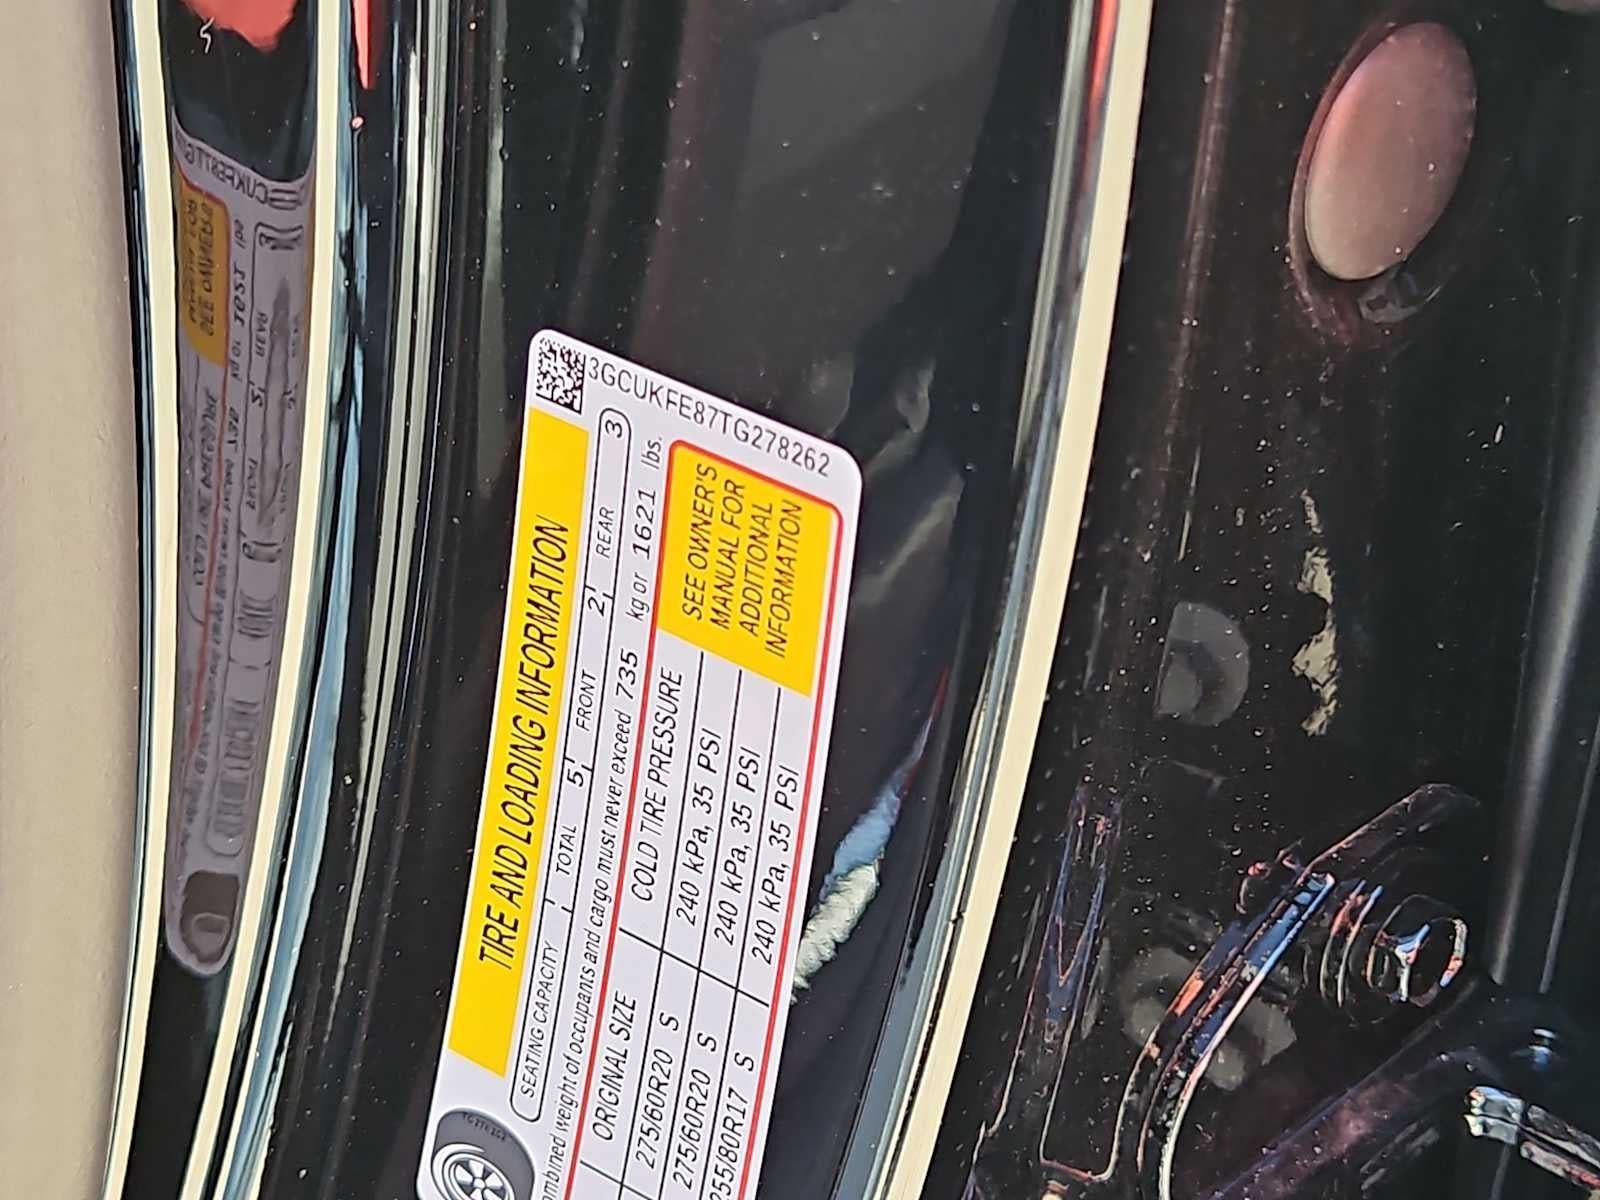 3GCUKFE87TG278262
TIRE AND LOADING INFORMATION
SEATING CAPACITY TOTAL 5 FRONT 2 REAR 3
weight of occupants and cargo must never exceed 735 kg or 1621 lbs.
ORIGINAL SIZE COLD TIRE PRESSURE
275/60R20 S 240 kPa, 35 PSI
275/60R20 S 240 kPa, 35 PSI
255/80R17 S 240 kPa, 35 PSI
SEE OWNER'S
MANUAL FOR
ADDITIONAL
INFORMATION